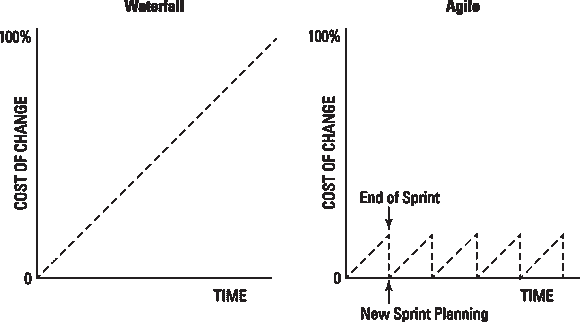 Waterfall
100%
COST OF CHANGE
0
TIME
Agile
100%
COST OF CHANGE
End of Sprint
0
TIME
New Sprint Planning